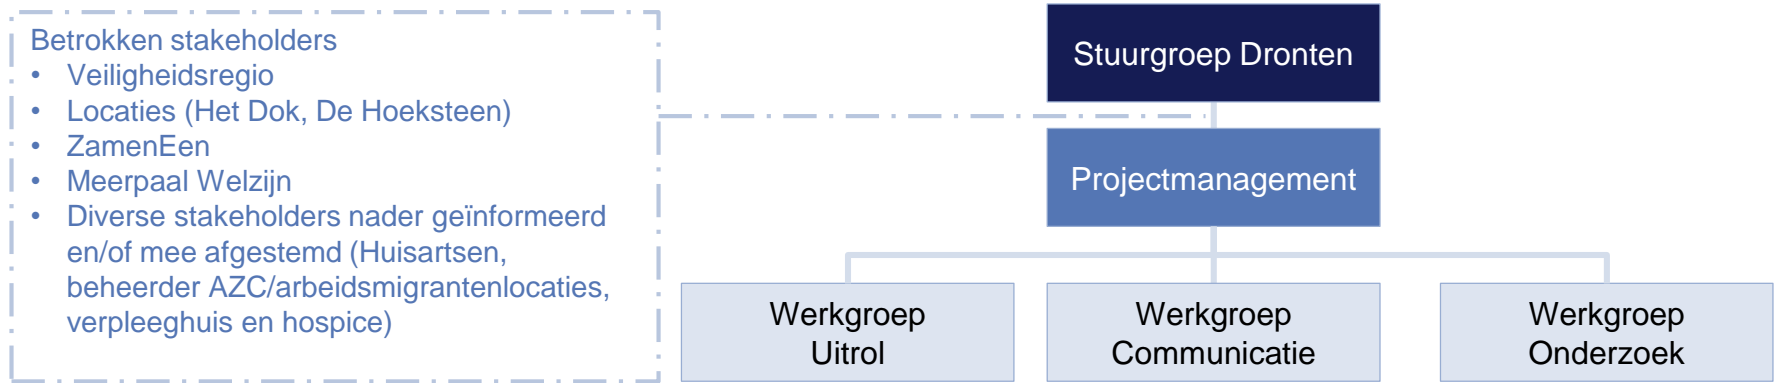 Betrokken stakeholders
• Veiligheidsregio
• Locaties (Het Dok, De Hoeksteen)
• ZamenEen
• Meerpaal Welzijn
• Diverse stakeholders nader geïnformeerd
en/of mee afgestemd (Huisartsen,
beheerder AZC/arbeidsmigrantenlocaties,
verpleeghuis en hospice)
Stuurgroep Dronten
Projectmanagement
Werkgroep
Uitrol
Werkgroep
Communicatie
Werkgroep
Onderzoek